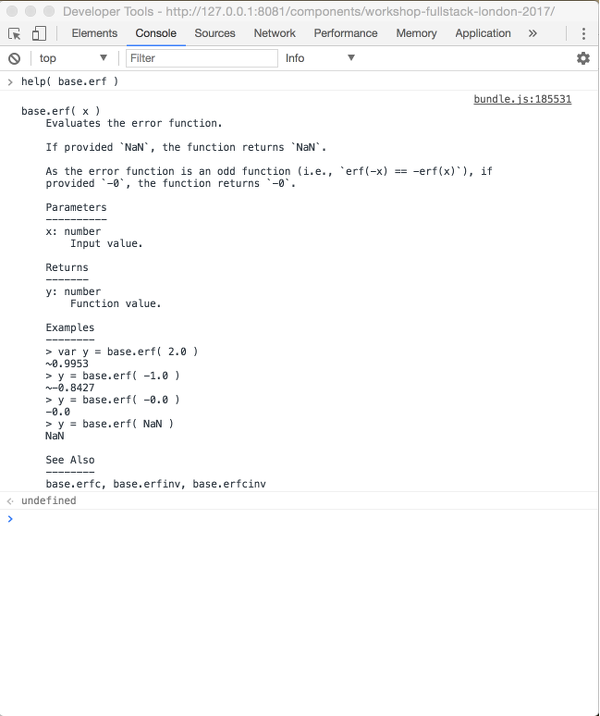 Developer Tools - http://127.0.0.1:8081/components/workshop-fullstack-london-2017/
Elements Console Sources Network Performance Memory Application »
top ▼ Filter Info ▼
> help( base.erf )
bundle.js:185531
base.erf( x )
Evaluates the error function.
If provided `NaN`, the function returns `NaN`.
As the error function is an odd function (i.e., `erf(-x) == -erf(x)`), if
provided `-0`, the function returns `-0`.
Parameters
----------
x: number
Input value.
Returns
-------
y: number
Function value.
Examples
--------
> var y = base.erf( 2.0 )
~0.9953
> y = base.erf( -1.0 )
~-0.8427
> y = base.erf( -0.0 )
-0.0
> y = base.erf( NaN )
NaN
See Also
--------
base.erfc, base.erfinv, base.erfcinv
undefined
>